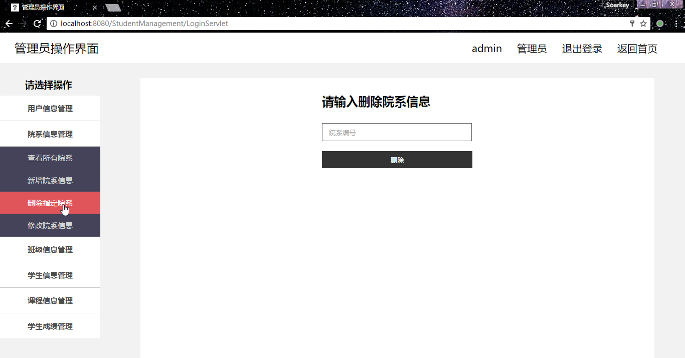 管理员操作界面
Soarkey
localhost:8080/StudentManagement/LoginServlet
管理员操作界面
admin 管理员 退出登录 返回首页
请选择操作
用户信息管理
院系信息管理
查看所有院系
新增院系信息
删除指定院系
修改院系信息
班级信息管理
学生信息管理
课程信息管理
学生成绩管理
请输入删除院系信息
院系编号
删除